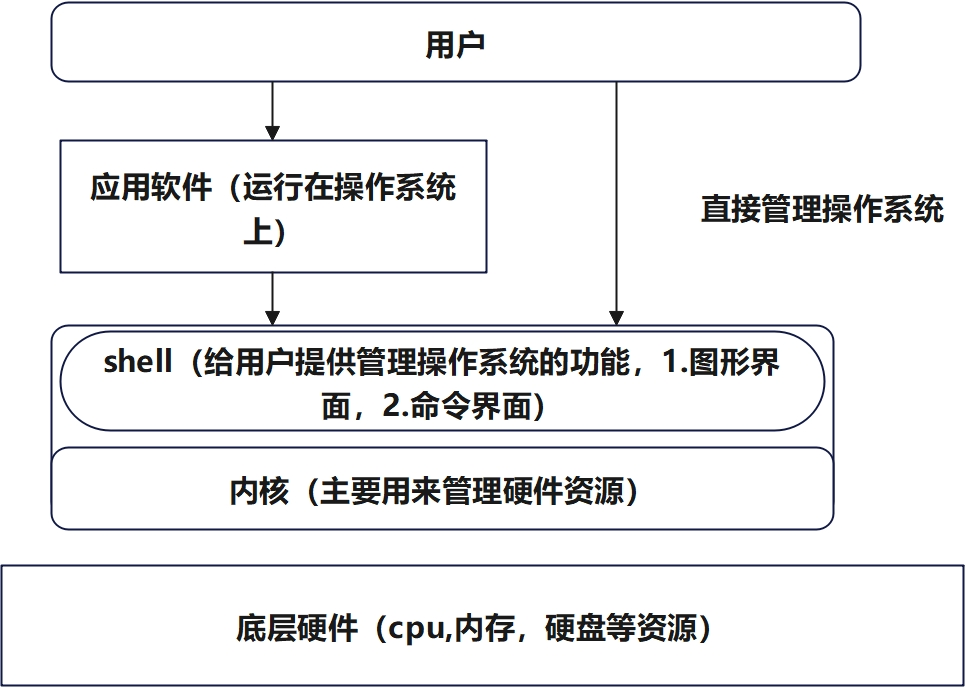 用户
应用软件（运行在操作系统
上）
直接管理操作系统
shell（给用户提供管理操作系统的功能，1.图形界
面，2.命令界面）
内核（主要用来管理硬件资源）
底层硬件（cpu,内存，硬盘等资源）